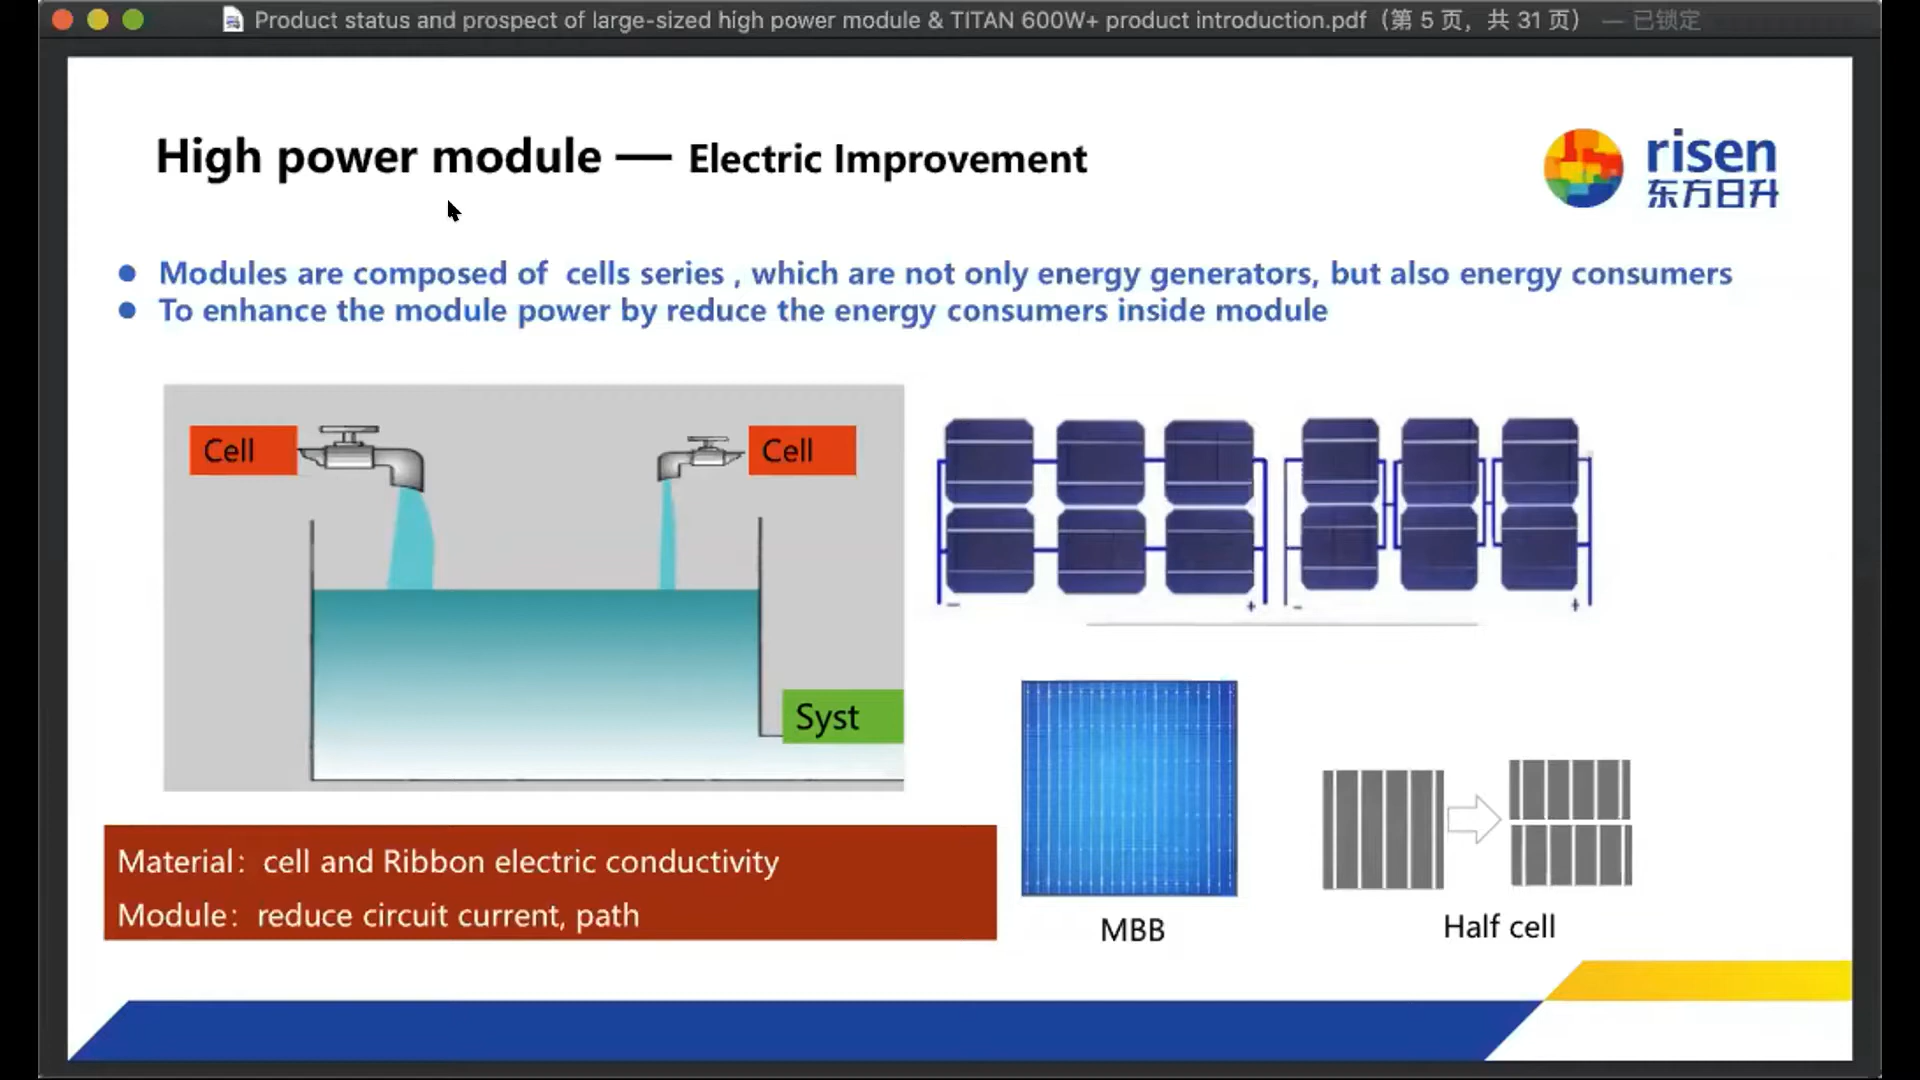 Product status and prospect of large-sized high power module & TITAN 600W+ product introduction.pdf（第 5 页，共 31 页） — 已锁定
High power module — Electric Improvement
risen
东方日升
Modules are composed of cells series , which are not only energy generators, but also energy consumers
To enhance the module power by reduce the energy consumers inside module
Cell
Cell
Syst
- + - +
Material： cell and Ribbon electric conductivity
Module： reduce circuit current, path
MBB
Half cell